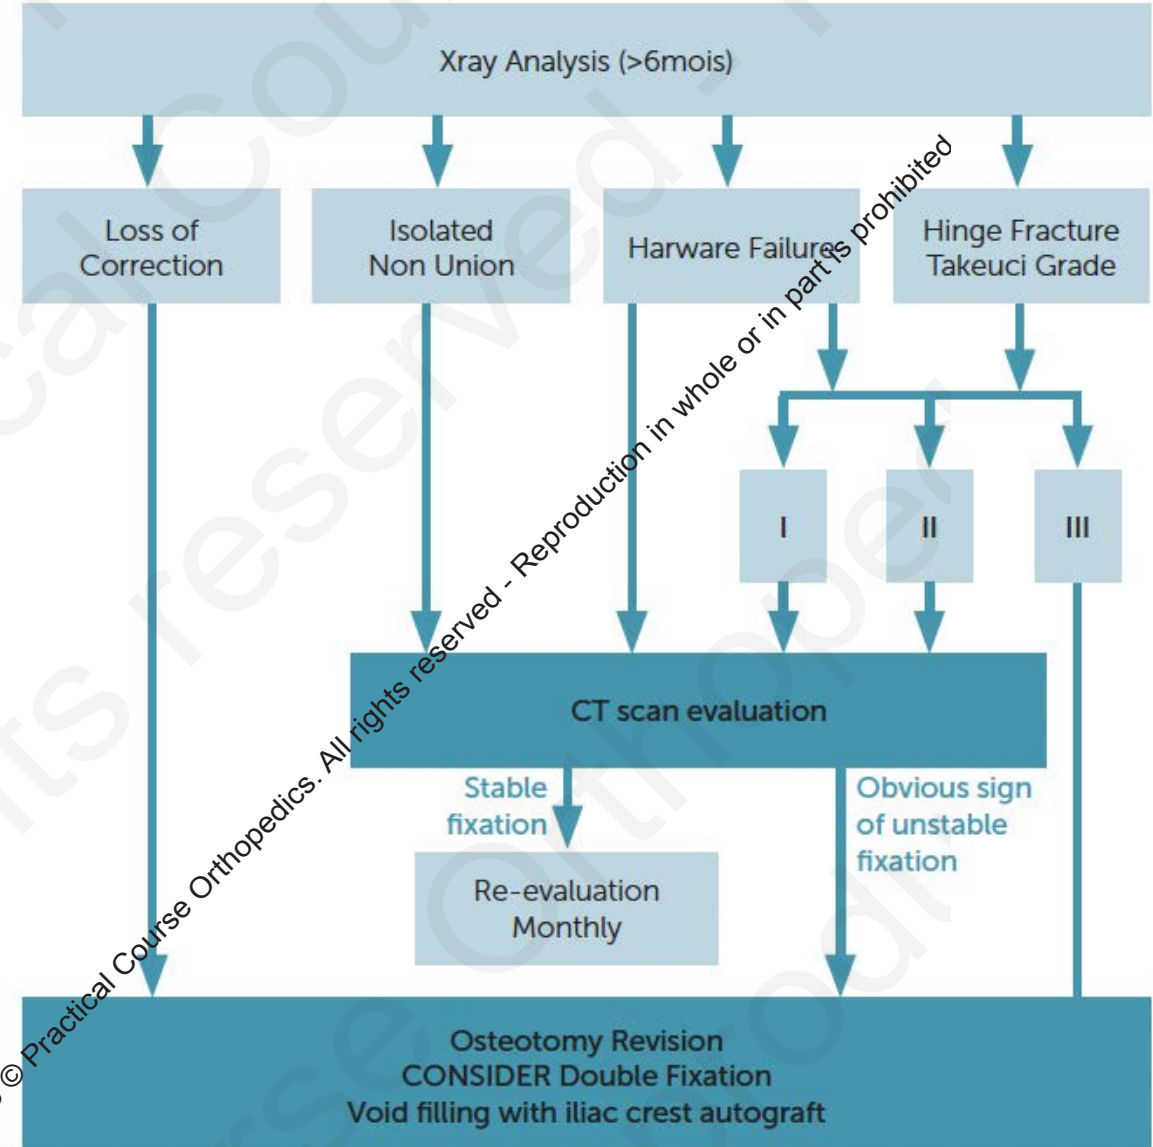 Xray Analysis (>6mois)
Loss of
Correction
Isolated
Non Union
Harware Failure
Hinge Fracture
Takeuci Grade
I
II
III
CT scan evaluation
Stable
fixation
Obvious sign
of unstable
fixation
Re-evaluation
Monthly
Osteotomy Revision
CONSIDER Double Fixation
Void filling with iliac crest autograft
© Practical Course Orthopedics. All rights reserved - Reproduction in whole or in part is prohibited